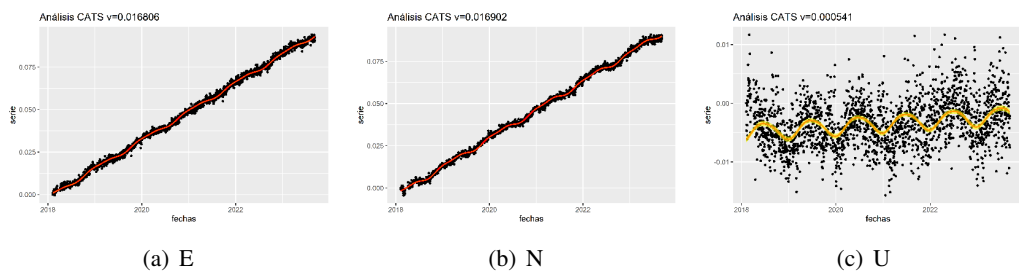 Análisis CATS v=0.016806
serie
0.075
0.050
0.025
0.000
2018
2020
2022
fechas
(a) E
Análisis CATS v=0.016902
serie
0.075
0.050
0.025
0.000
2018
2020
2022
fechas
(b) N
Análisis CATS v=0.000541
serie
0.01
0.00
-0.01
2018
2020
2022
fechas
(c) U